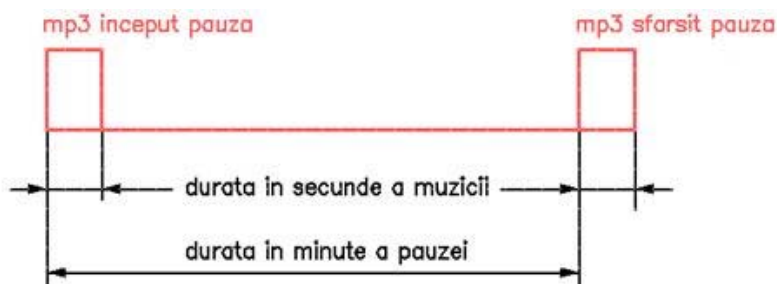 mp3 inceput pauza
mp3 sfarsit pauza
durata in secunde a muzicii
durata in minute a pauzei